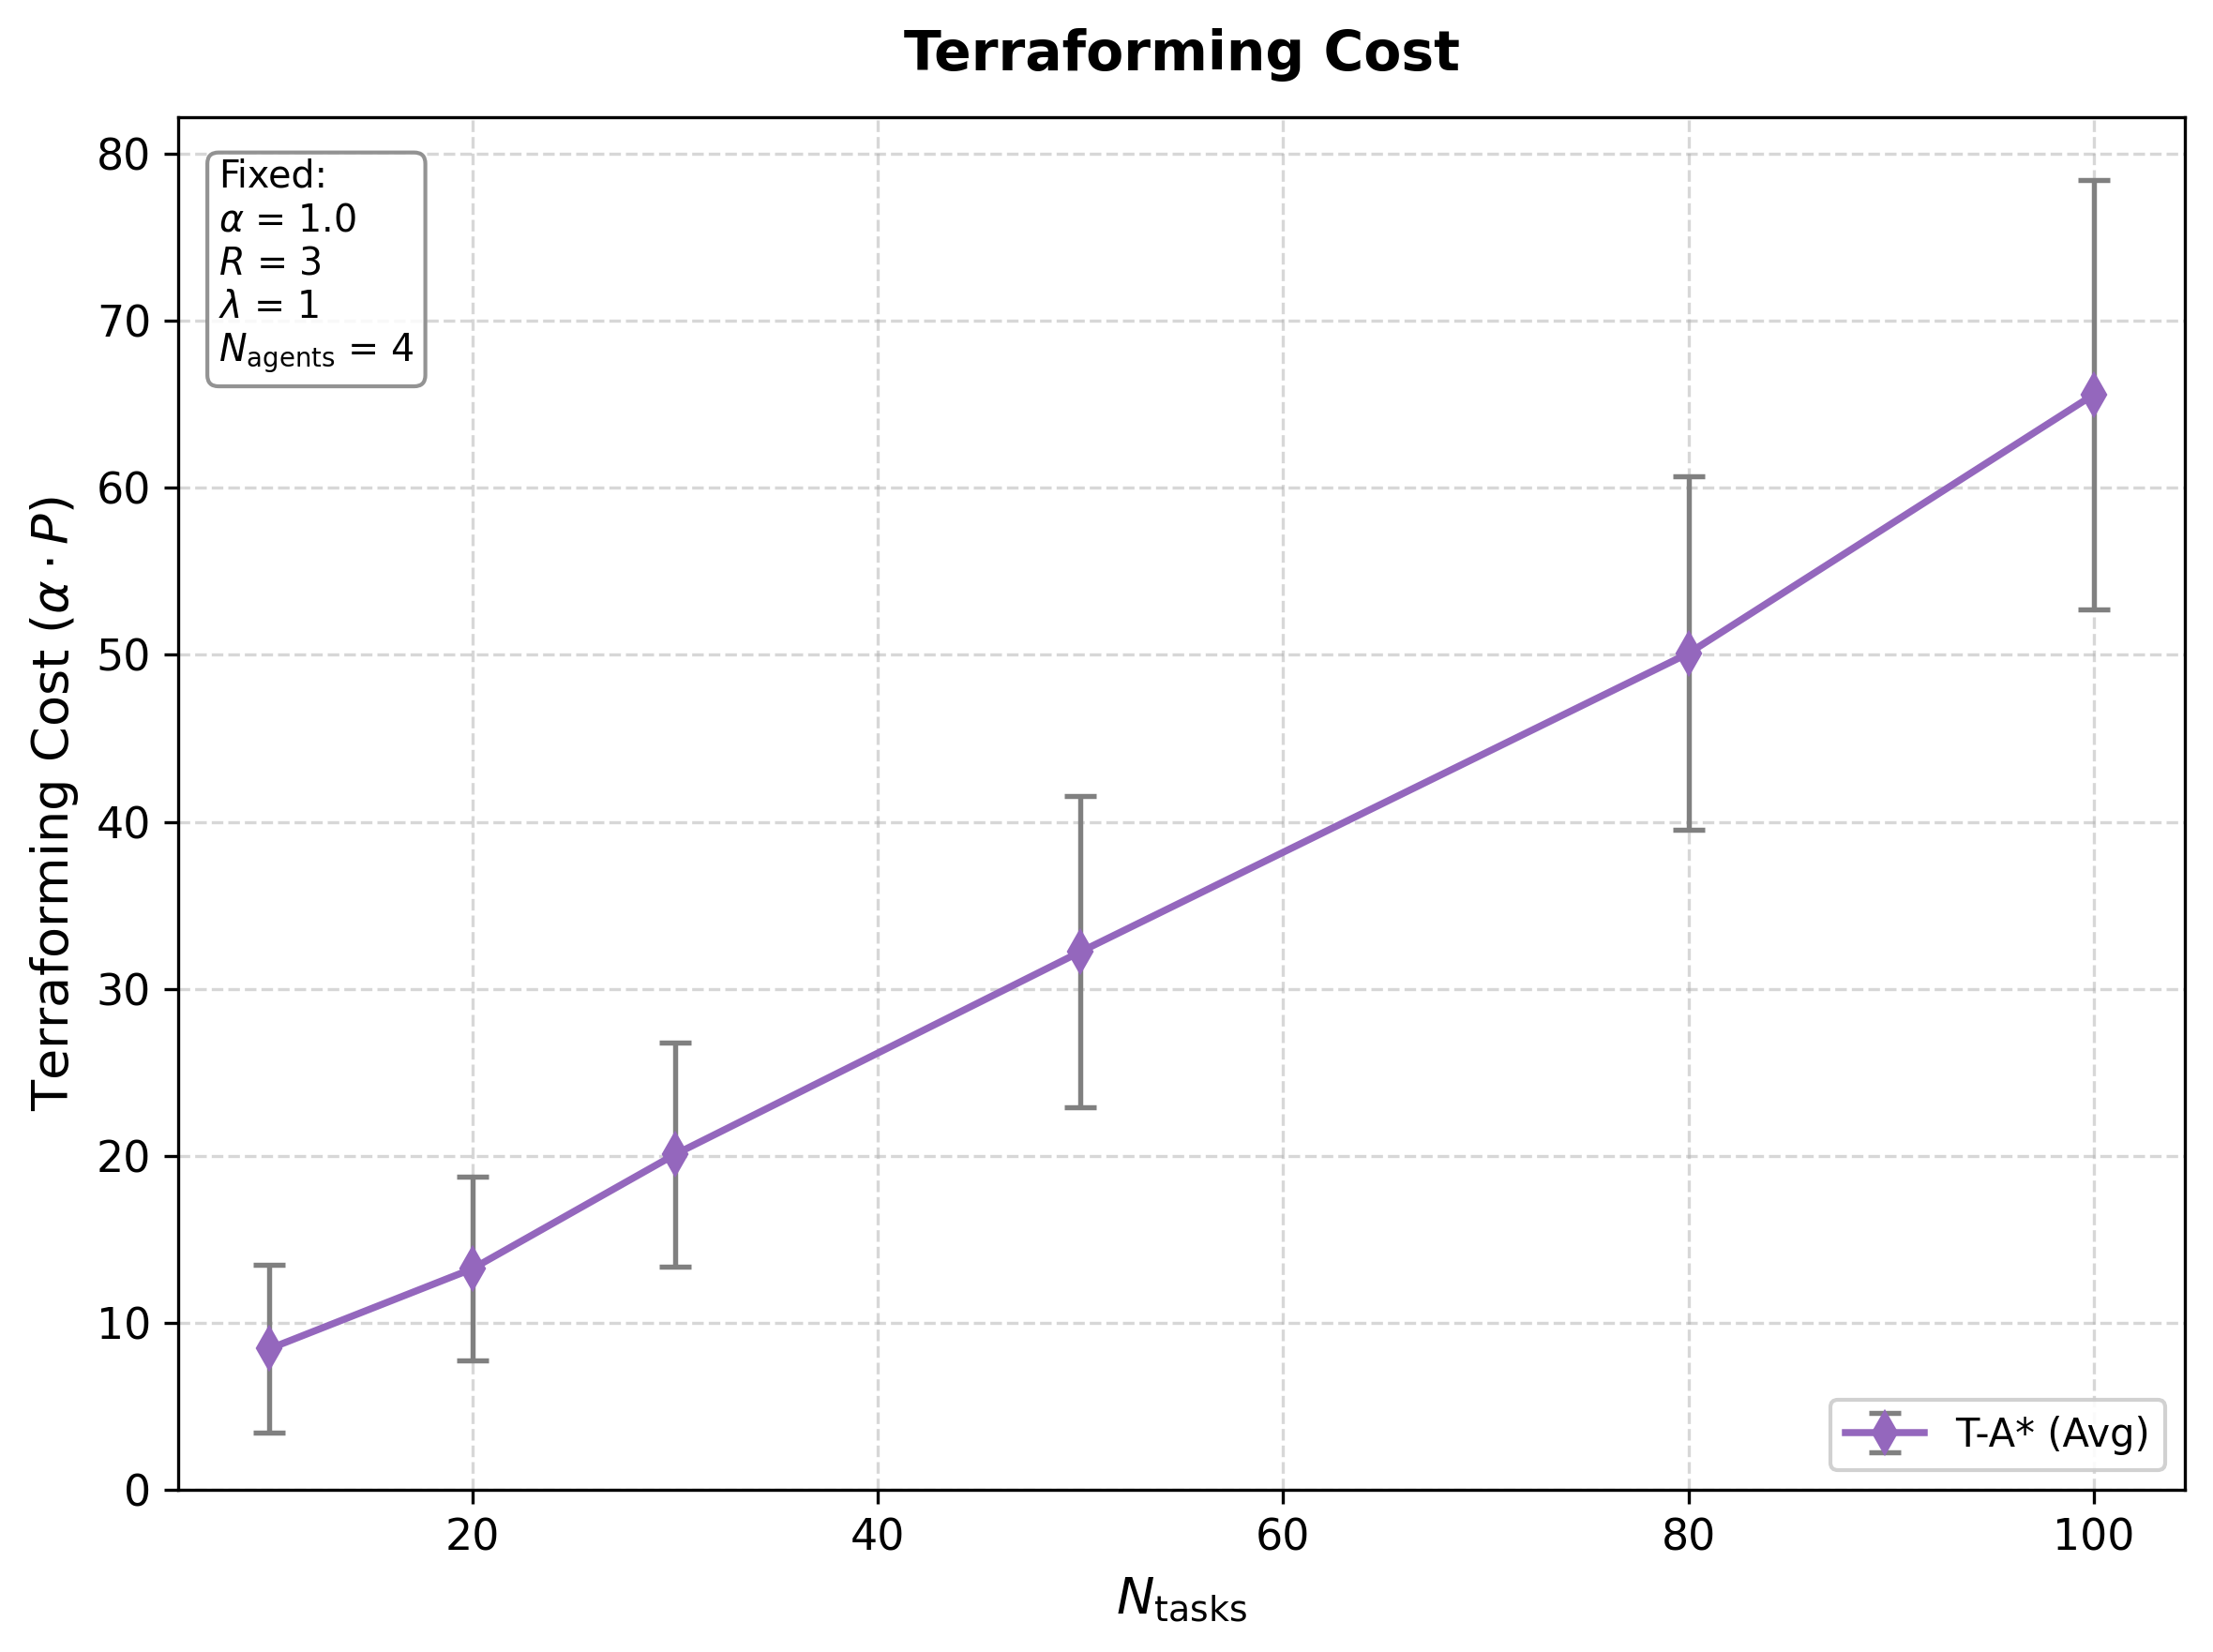 Terraforming Cost
Terraforming Cost (α · P)
80
70
60
50
40
30
20
10
0
Fixed:
α = 1.0
R = 3
λ = 1
N_agents = 4
T-A* (Avg)
20 40 60 80 100
N_tasks